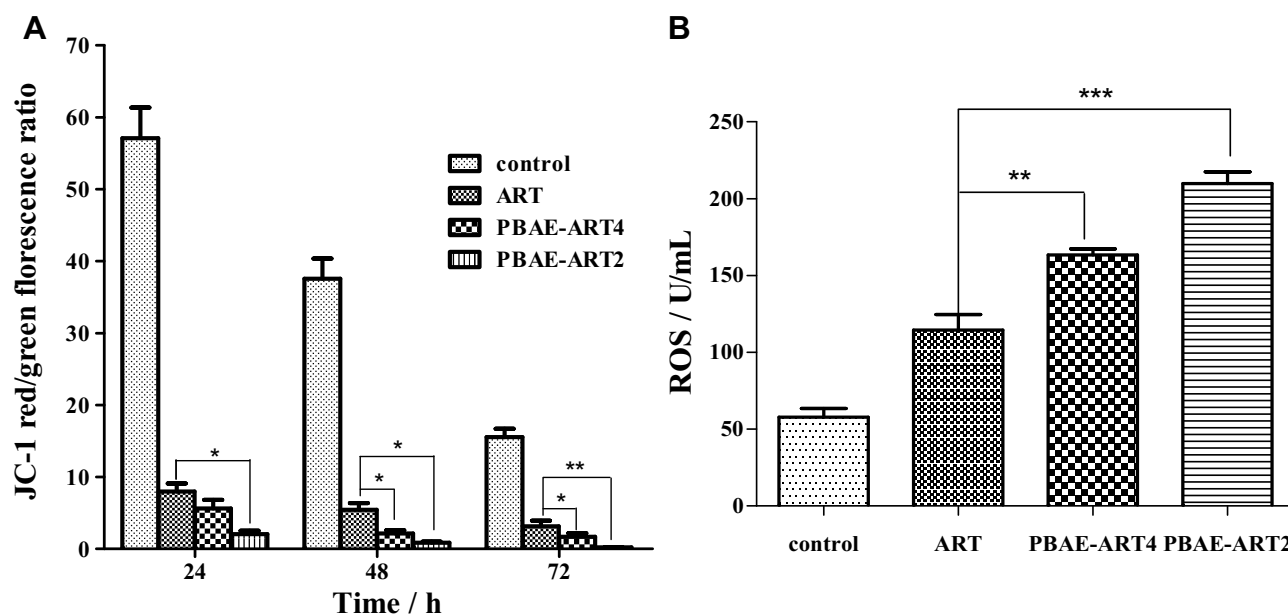 A
JC-1 red/green florescence ratio
70
60
50
40
30
20
10
0
control
ART
PBAE-ART4
PBAE-ART2
*
*
*
**
*
24
48
72
Time / h
B
ROS / U/mL
250
200
150
100
50
0
***
**
control ART PBAE-ART4 PBAE-ART2